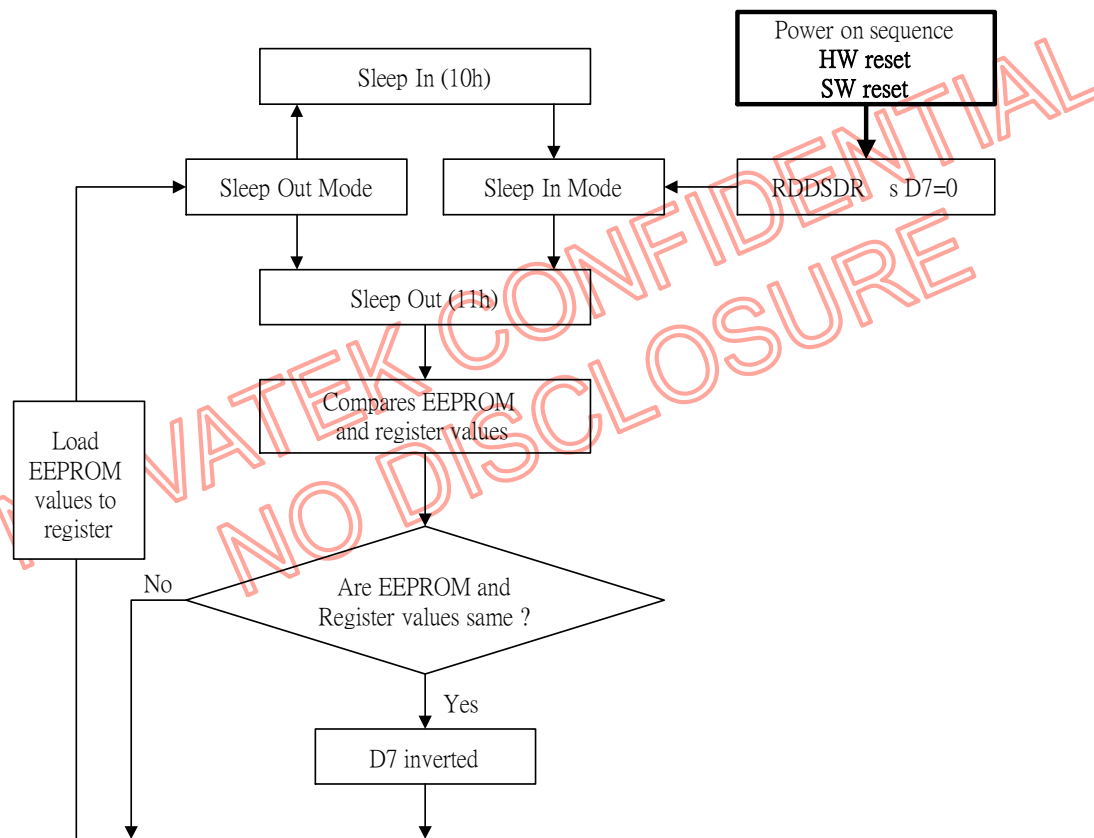 Power on sequence
HW reset
SW reset
Sleep In (10h)
Sleep Out Mode
Sleep In Mode
RDDSDR s D7=0
Sleep Out (11h)
Compares EEPROM
and register values
Load
EEPROM
values to
register
Are EEPROM and
Register values same ?
No
Yes
D7 inverted
CONFIDENTIAL
NO DISCLOSURE